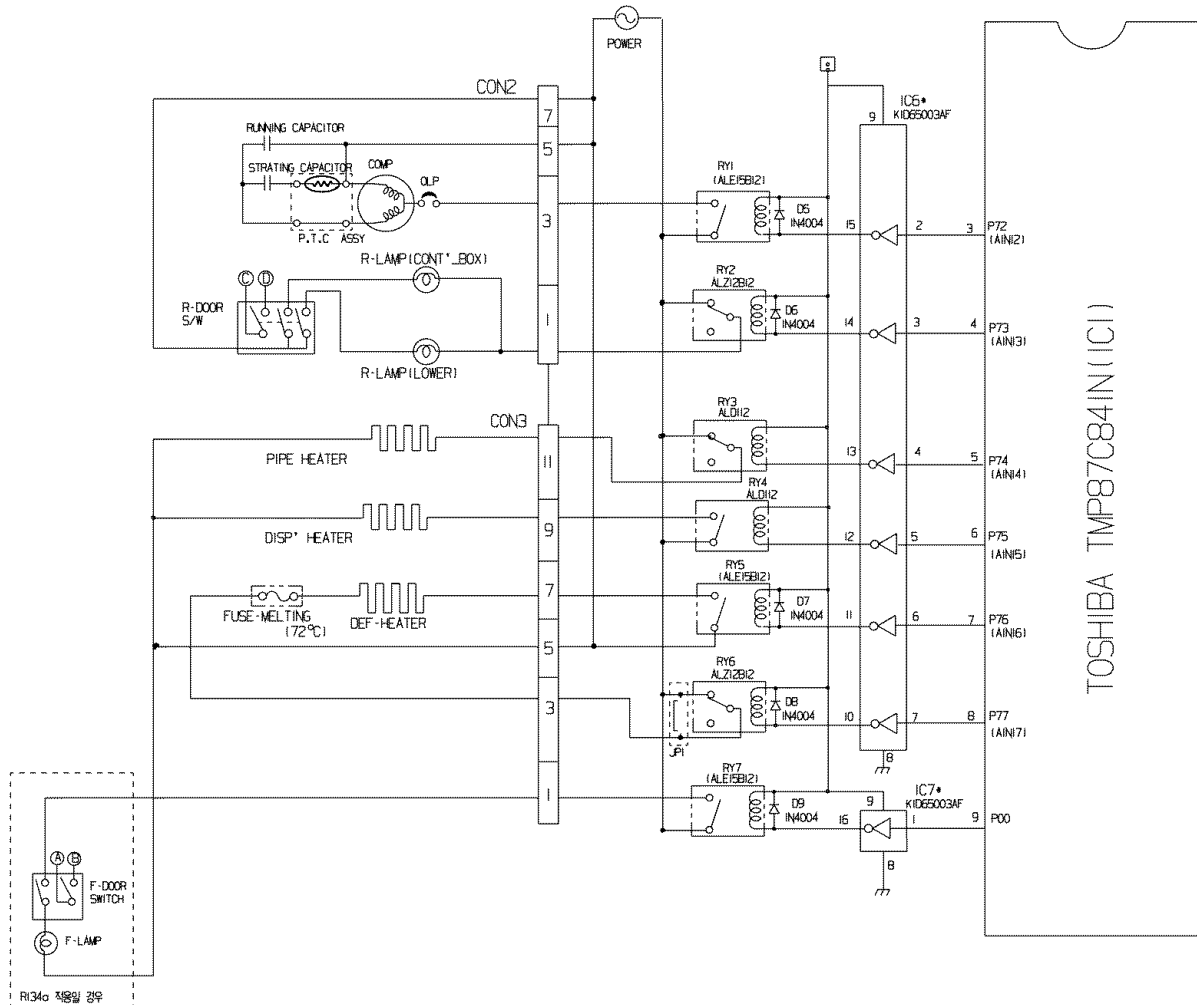 POWER
CON2
7
5
3
1
RUNNING CAPACITOR
STRATING CAPACITOR
COMP
OLP
P.T.C ASSY
R-LAMP(CONT'_BOX)
C
D
R-DOOR
S/W
R-LAMP(LOWER)
CON3
11
9
7
5
3
1
PIPE HEATER
DISP' HEATER
FUSE-MELTING
(72°C)
DEF-HEATER
A
B
F-DOOR
SWITCH
F-LAMP
R134a 적용일 경우
RY1
(ALE15B12)
D5
IN4004
15
2
3
P72
(AIN12)
RY2
ALZ12B12
D6
IN4004
14
3
4
P73
(AIN13)
RY3
ALD112
13
4
5
P74
(AIN14)
RY4
ALD112
12
5
6
P75
(AIN15)
RY5
(ALE15B12)
D7
IN4004
11
6
7
P76
(AIN16)
RY6
ALZ12B12
D8
IN4004
10
7
8
P77
(AIN17)
JP1
8
RY7
(ALE15B12)
D9
IN4004
16
1
9
P00
9
IC6*
KID65003AF
9
IC7*
KID65003AF
8
TOSHIBA TMP87C841N(IC1)